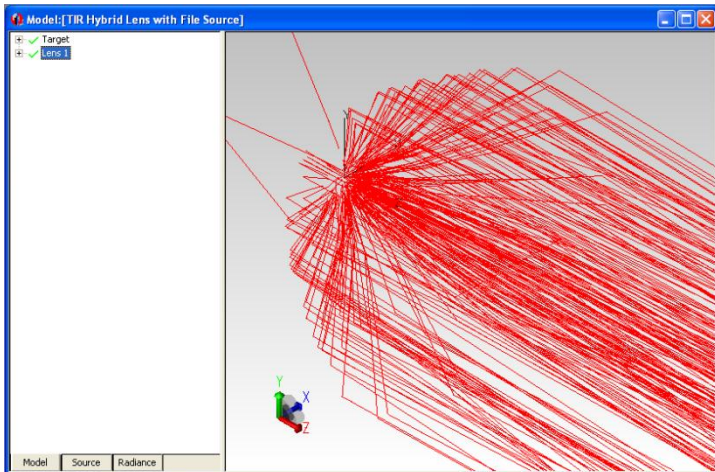 Model:[TIR Hybrid Lens with File Source]
Target
Lens 1
Y
Y
X
Z
Model
Source
Radiance